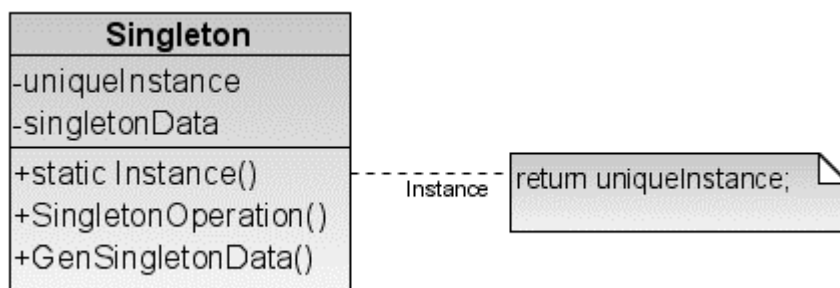 Singleton
-uniqueInstance
-singletonData
+static Instance()
+SingletonOperation()
+GenSingletonData()
Instance
return uniqueInstance;